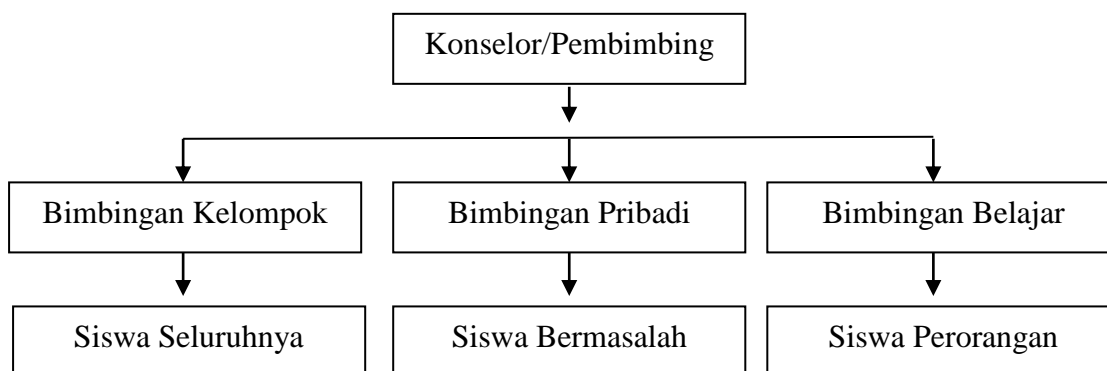 Konselor/Pembimbing
Bimbingan Kelompok
Bimbingan Pribadi
Bimbingan Belajar
Siswa Seluruhnya
Siswa Bermasalah
Siswa Perorangan